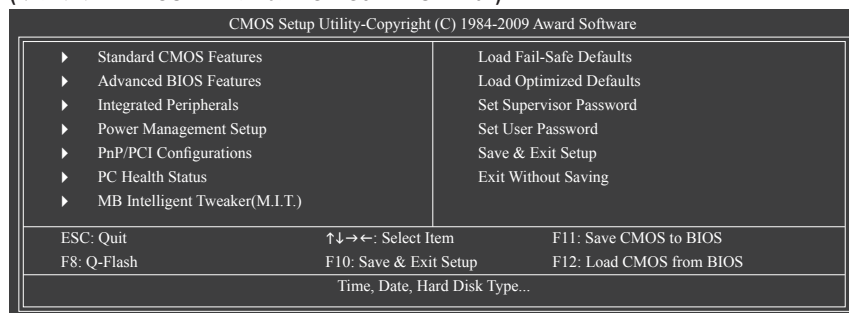 CMOS Setup Utility-Copyright (C) 1984-2009 Award Software
Standard CMOS Features
Advanced BIOS Features
Integrated Peripherals
Power Management Setup
PnP/PCI Configurations
PC Health Status
MB Intelligent Tweaker(M.I.T.)
Load Fail-Safe Defaults
Load Optimized Defaults
Set Supervisor Password
Set User Password
Save & Exit Setup
Exit Without Saving
ESC: Quit ↑↓→←: Select Item F11: Save CMOS to BIOS
F8: Q-Flash F10: Save & Exit Setup F12: Load CMOS from BIOS
Time, Date, Hard Disk Type...